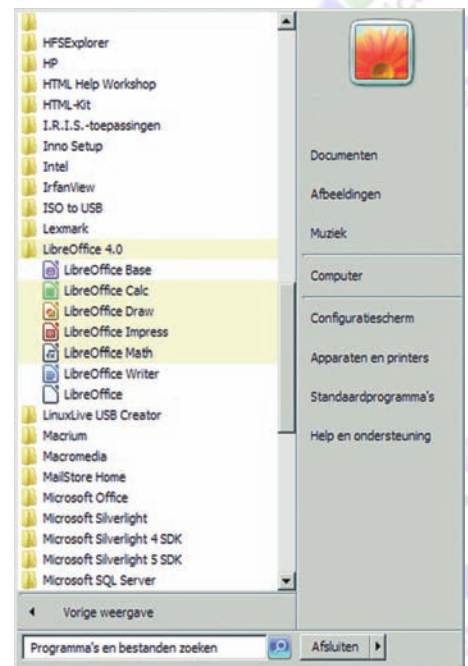 HFSExplorer
HP
HTML Help Workshop
HTML-Kit
I.R.I.S.-toepassingen
Inno Setup
Intel
IrfanView
ISO to USB
Lexmark
LibreOffice 4.0
LibreOffice Base
LibreOffice Calc
LibreOffice Draw
LibreOffice Impress
LibreOffice Math
LibreOffice Writer
LibreOffice
LinuxLive USB Creator
Macrium
Macromedia
MailStore Home
Microsoft Office
Microsoft Silverlight
Microsoft Silverlight 4 SDK
Microsoft Silverlight 5 SDK
Microsoft SQL Server
Vorige weergave
Programma's en bestanden zoeken
Documenten
Afbeeldingen
Muziek
Computer
Configuratiescherm
Apparaten en printers
Standaardprogramma's
Help en ondersteuning
Afsluiten